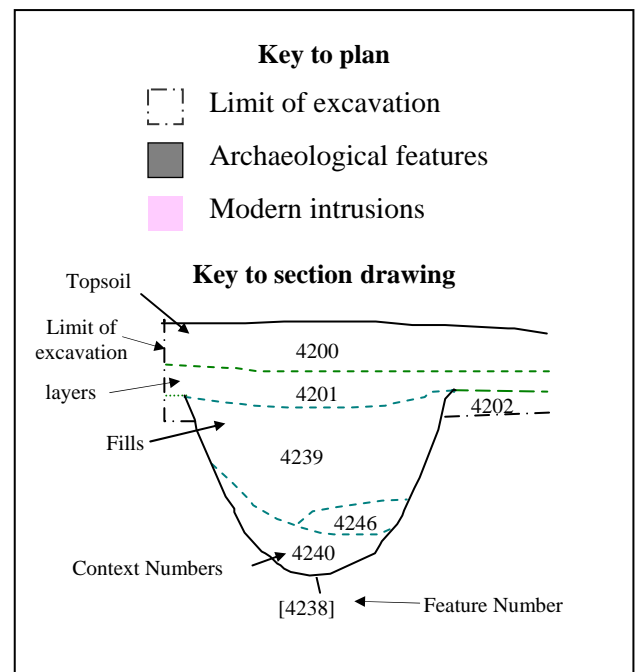 Key to plan
Limit of excavation
Archaeological features
Modern intrusions
Key to section drawing
Topsoil
Limit of
excavation
4200
layers
4201
4202
Fills
4239
4246
4240
Context Numbers
[4238]
Feature Number